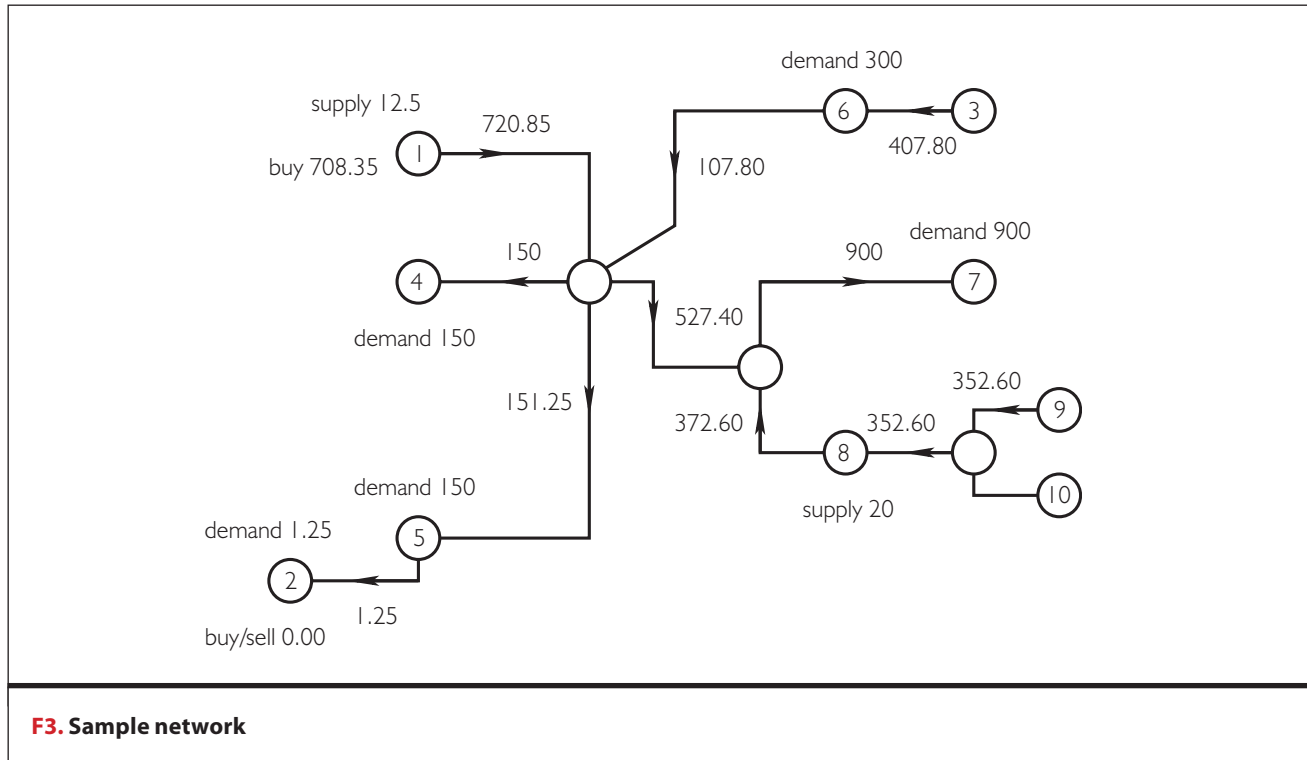 demand 300
supply 12.5
720.85
6
3
1
407.80
buy 708.35
107.80
demand 900
150
900
4
7
527.40
demand 150
352.60
151.25
372.60
352.60
9
8
demand 150
10
supply 20
demand 1.25
5
2
1.25
buy/sell 0.00
F3. Sample network